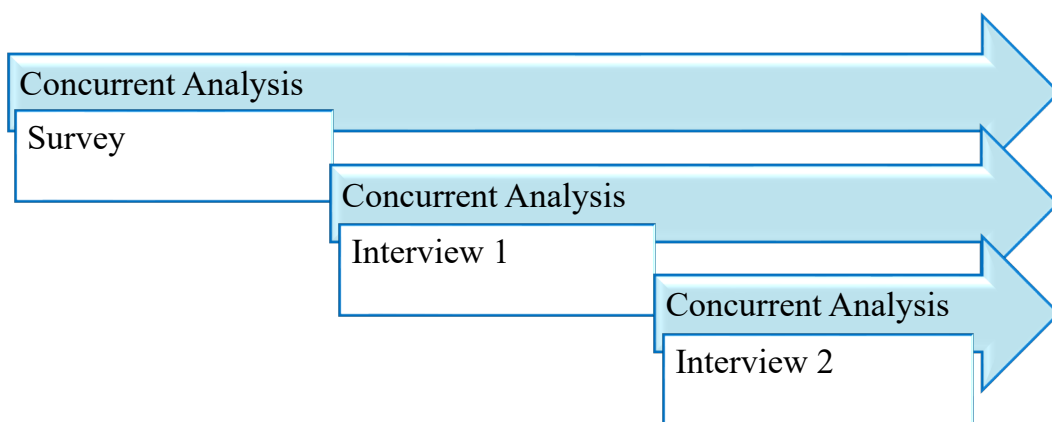 Concurrent Analysis
Survey
Concurrent Analysis
Interview 1
Concurrent Analysis
Interview 2